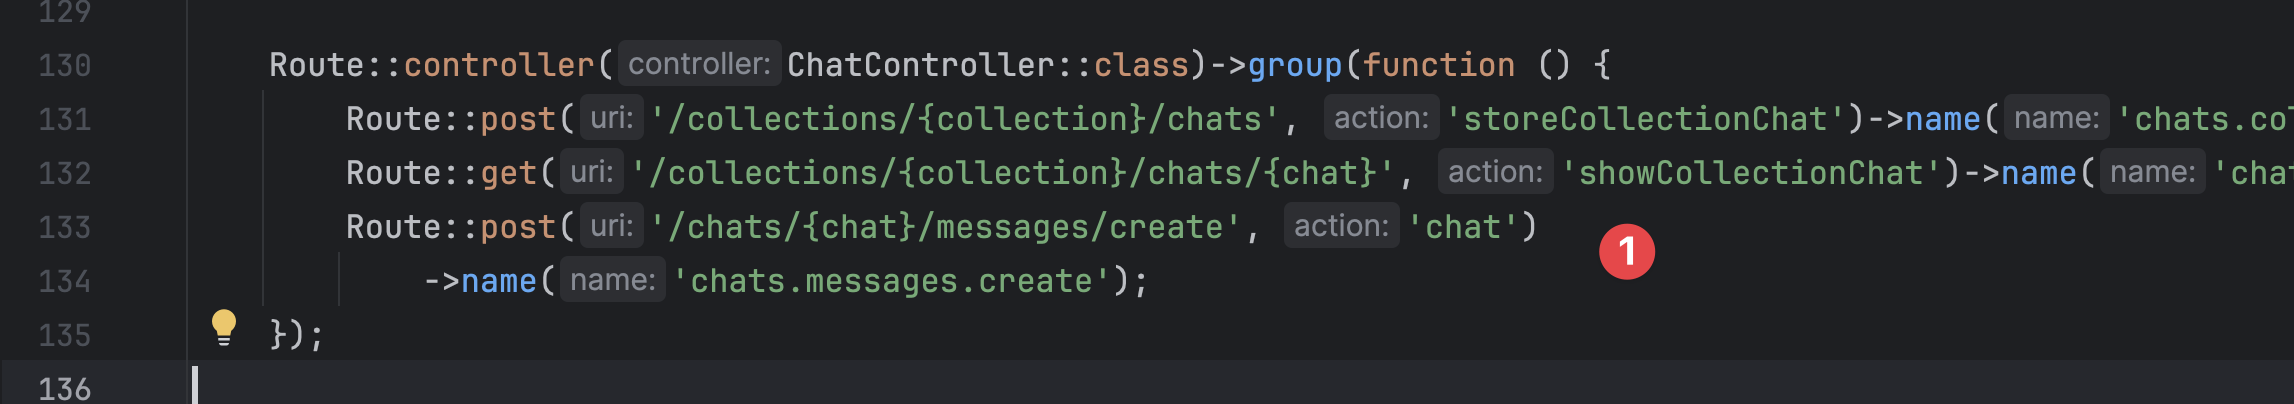 129
130 Route::controller( controller: ChatController::class)->group(function () {
131 Route::post( uri: '/collections/{collection}/chats', action: 'storeCollectionChat')->name( name: 'chats.co
132 Route::get( uri: '/collections/{collection}/chats/{chat}', action: 'showCollectionChat')->name( name: 'chat
133 Route::post( uri: '/chats/{chat}/messages/create', action: 'chat')
1
134 ->name( name: 'chats.messages.create');
135 });
136